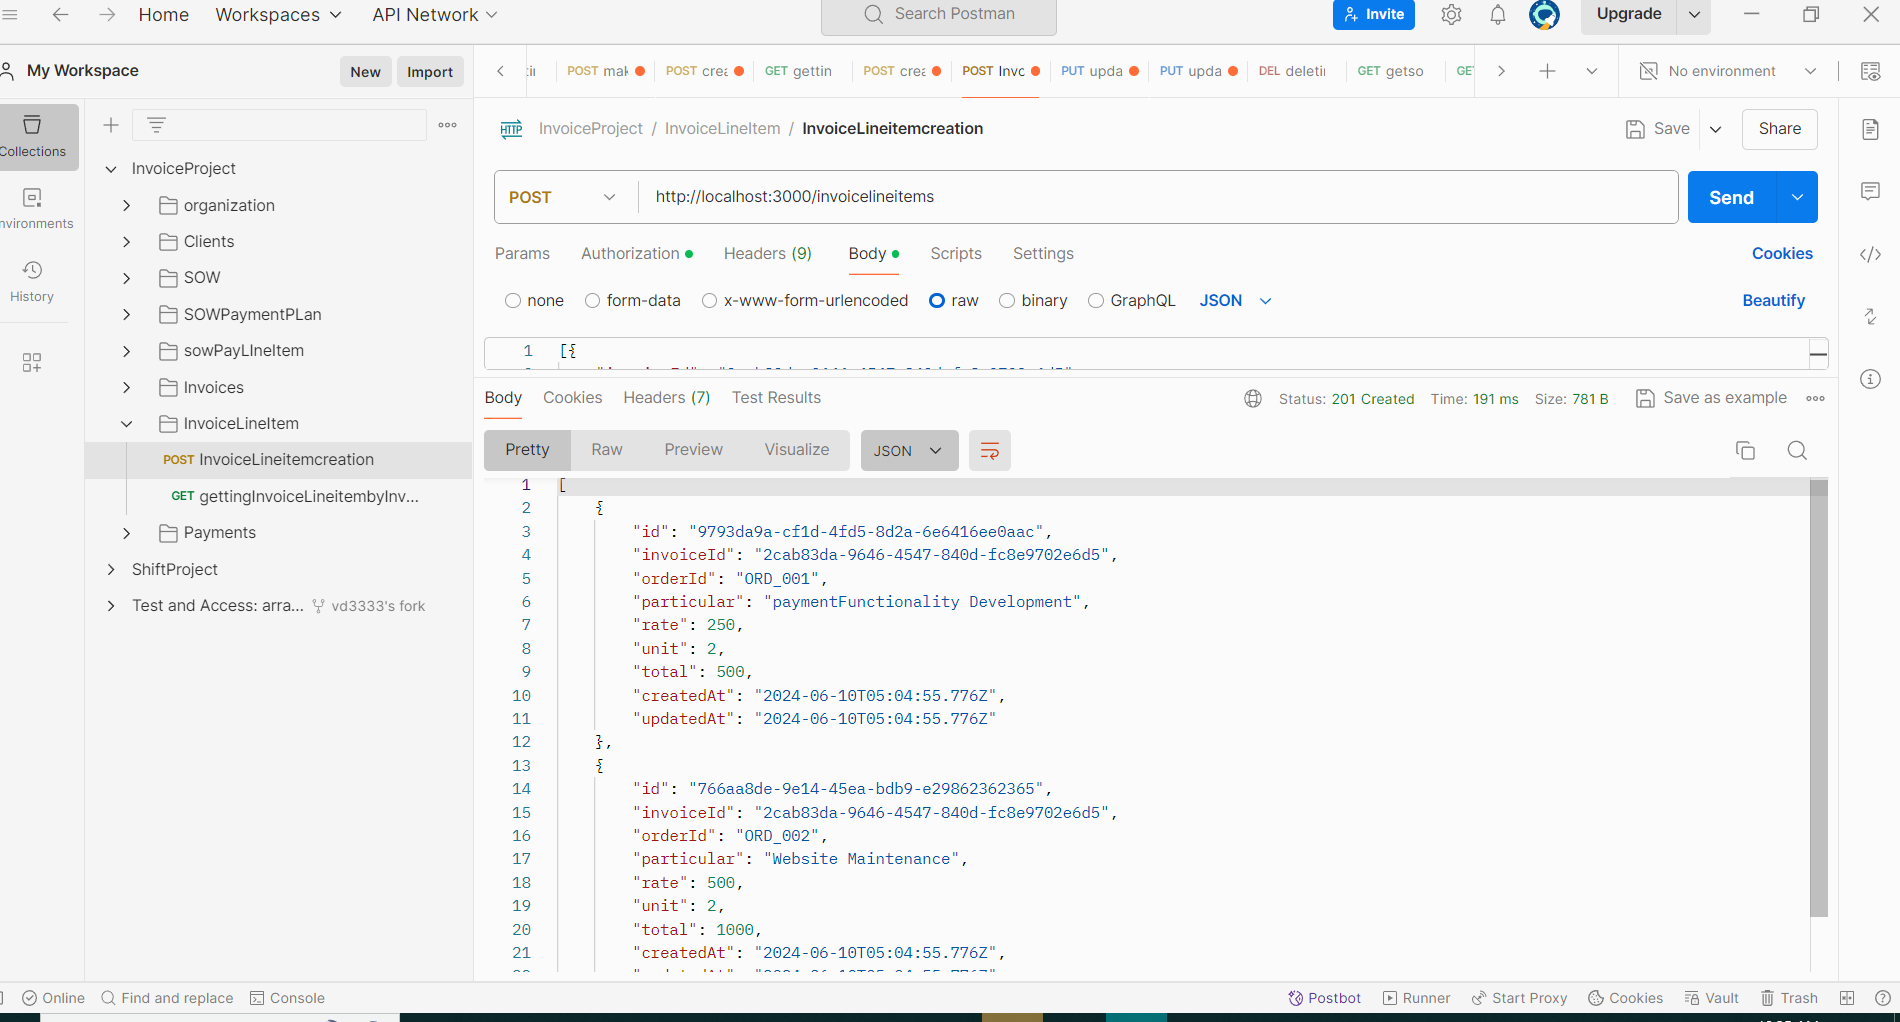 Home Workspaces API Network Search Postman Invite Upgrade
My Workspace New Import
POST mak POST crea GET gettin POST crea POST Invc PUT upda PUT upda DEL deletin GET getso GET No environment
Collections
History
InvoiceProject
organization
Clients
SOW
SOWPaymentPLan
sowPayLIneItem
Invoices
InvoiceLineItem
POST InvoiceLineitemcreation
GET gettingInvoiceLineitembyInv...
Payments
ShiftProject
Test and Access: arra... vd3333's fork
HTTP InvoiceProject / InvoiceLineItem / InvoiceLineitemcreation Save Share
POST http://localhost:3000/invoicelineitems Send
Params Authorization Headers (9) Body Scripts Settings Cookies
none form-data x-www-form-urlencoded raw binary GraphQL JSON Beautify
1 [{
Body Cookies Headers (7) Test Results Status: 201 Created Time: 191 ms Size: 781 B Save as example
Pretty Raw Preview Visualize JSON
1 [
2 {
3 "id": "9793da9a-cf1d-4fd5-8d2a-6e6416ee0aac",
4 "invoiceId": "2cab83da-9646-4547-840d-fc8e9702e6d5",
5 "orderId": "ORD_001",
6 "particular": "paymentFunctionality Development",
7 "rate": 250,
8 "unit": 2,
9 "total": 500,
10 "createdAt": "2024-06-10T05:04:55.776Z",
11 "updatedAt": "2024-06-10T05:04:55.776Z"
12 },
13 {
14 "id": "766aa8de-9e14-45ea-bdb9-e29862362365",
15 "invoiceId": "2cab83da-9646-4547-840d-fc8e9702e6d5",
16 "orderId": "ORD_002",
17 "particular": "Website Maintenance",
18 "rate": 500,
19 "unit": 2,
20 "total": 1000,
21 "createdAt": "2024-06-10T05:04:55.776Z",
Online Find and replace Console Postbot Runner Start Proxy Cookies Vault Trash